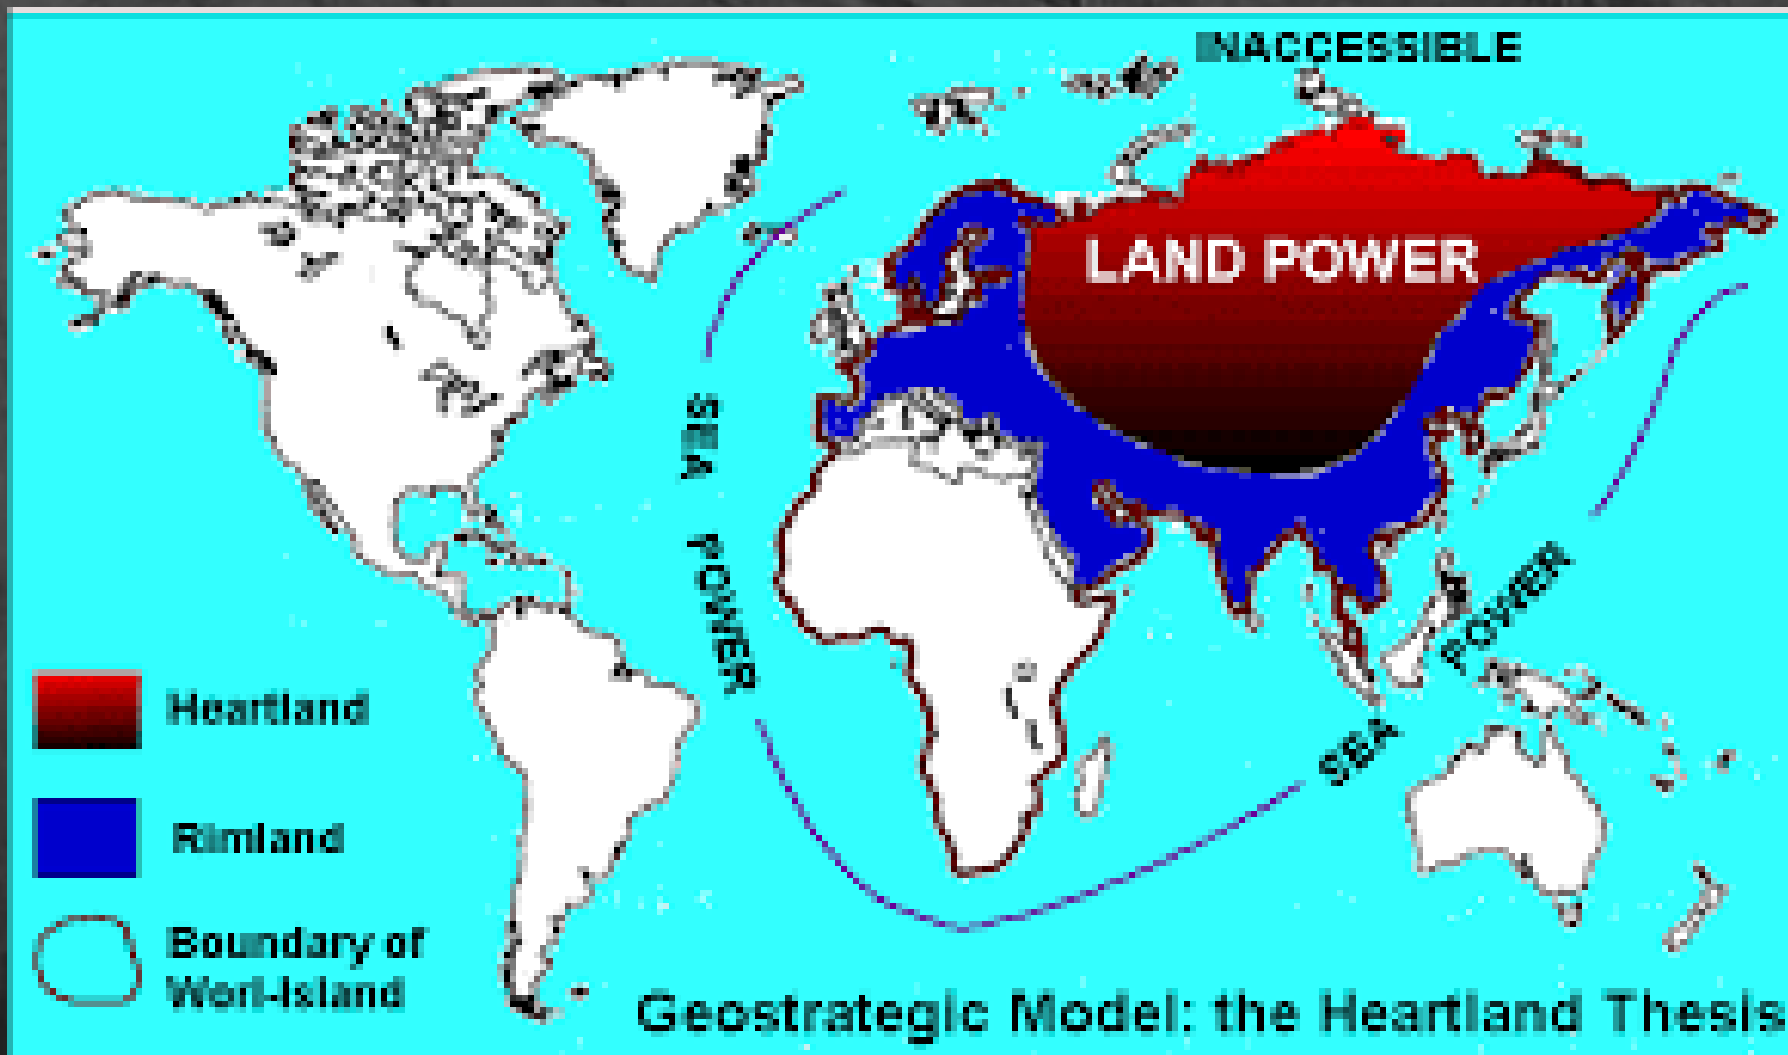 INACCESSIBLE
LAND POWER
SEA POWER
SEA POWER
Heartland
Rimland
Boundary of
Worl-Island
Geostrategic Model: the Heartland Thesis